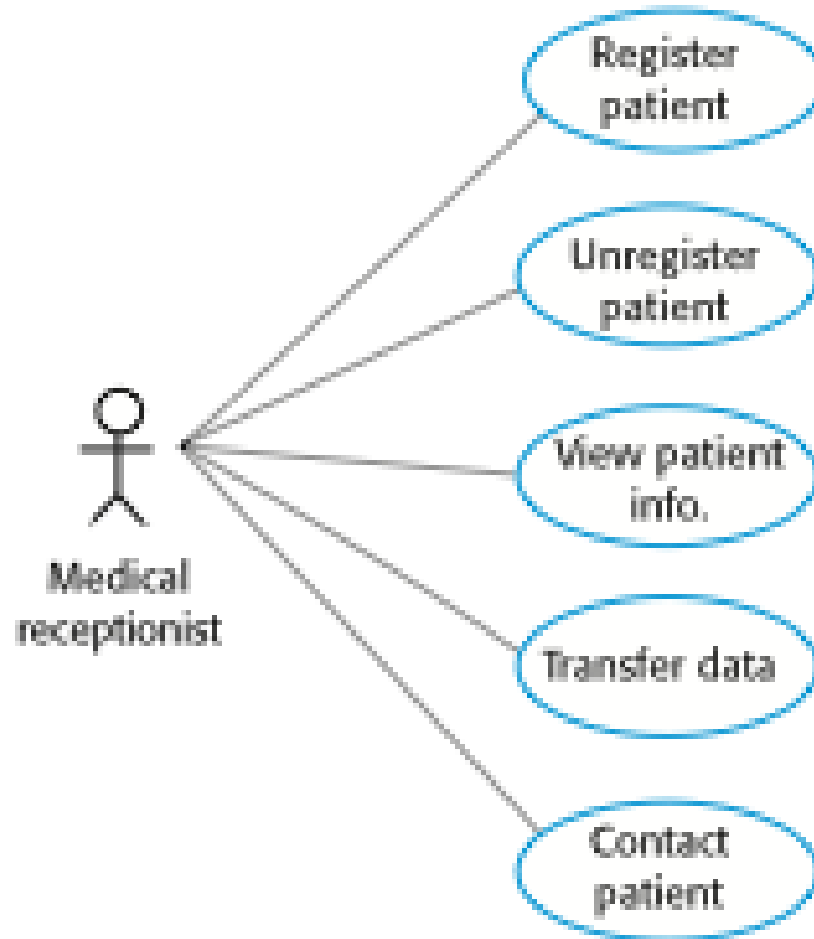 Register
patient
Unregister
patient
View patient
info.
Medical
receptionist
Transfer data
Contact
patient